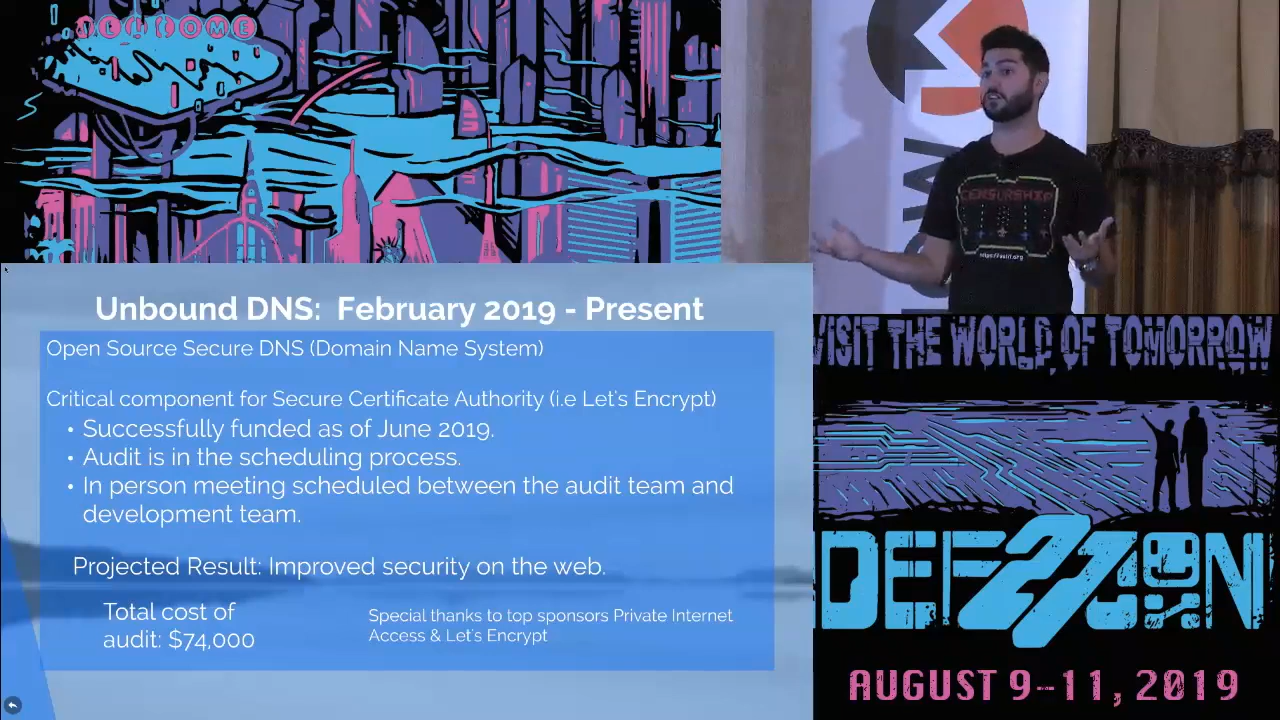 WELCOME
Unbound DNS:  February 2019 - Present
Open Source Secure DNS (Domain Name System)
Critical component for Secure Certificate Authority (i.e Let's Encrypt)
• Successfully funded as of June 2019.
• Audit is in the scheduling process.
• In person meeting scheduled between the audit team and
development team.
Projected Result: Improved security on the web.
Total cost of
audit: $74,000
Special thanks to top sponsors Private Internet
Access & Let's Encrypt
CENSORSHIP
VISIT THE WORLD OF TOMORROW
DEF27CON
AUGUST 9-11, 2019